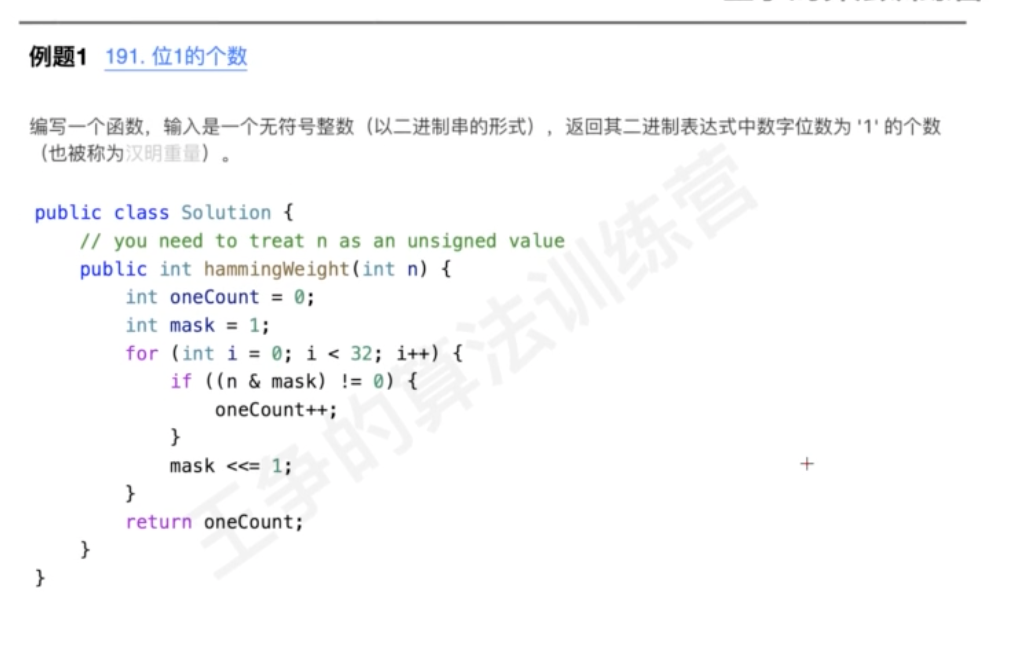 例题1 191. 位1的个数
编写一个函数，输入是一个无符号整数（以二进制串的形式），返回其二进制表达式中数字位数为 '1' 的个数
（也被称为汉明重量）。
public class Solution {
    // you need to treat n as an unsigned value
    public int hammingWeight(int n) {
        int oneCount = 0;
        int mask = 1;
        for (int i = 0; i < 32; i++) {
            if ((n & mask) != 0) {
                oneCount++;
            }
            mask <<= 1;
        }
        return oneCount;
    }
}
王争的算法训练营